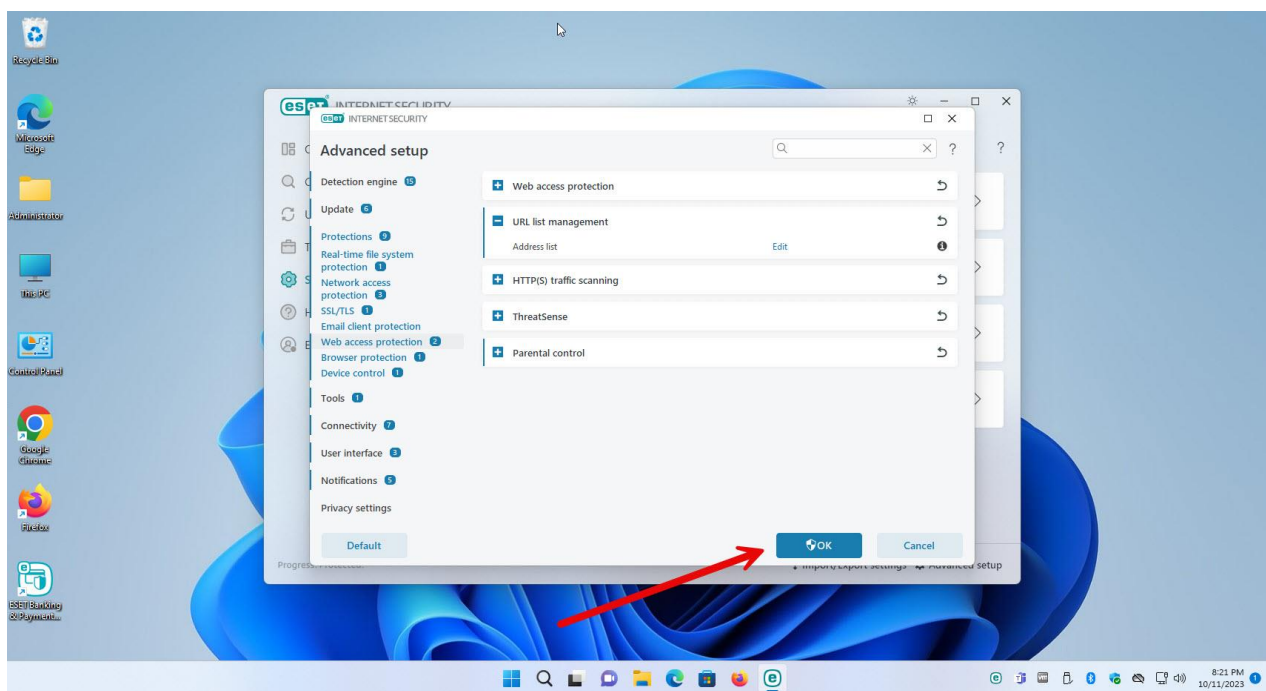 Recycle Bin
Microsoft
Edge
Administrator
This PC
Control Panel
Google
Chrome
Firefox
ESET Banking
& Payment...
eset INTERNET SECURITY
eset INTERNET SECURITY
Advanced setup
?
?
Detection engine 15
Update 6
Protections 9
Real-time file system
protection 1
Network access
protection 3
SSL/TLS 1
Email client protection
Web access protection 2
Browser protection 1
Device control 1
Tools 1
Connectivity 7
User interface 3
Notifications 5
Privacy settings
Web access protection
URL list management
Address list Edit
HTTP(S) traffic scanning
ThreatSense
Parental control
Default
OK
Cancel
Import/Export settings Advanced setup
8:21 PM
10/11/2023
1